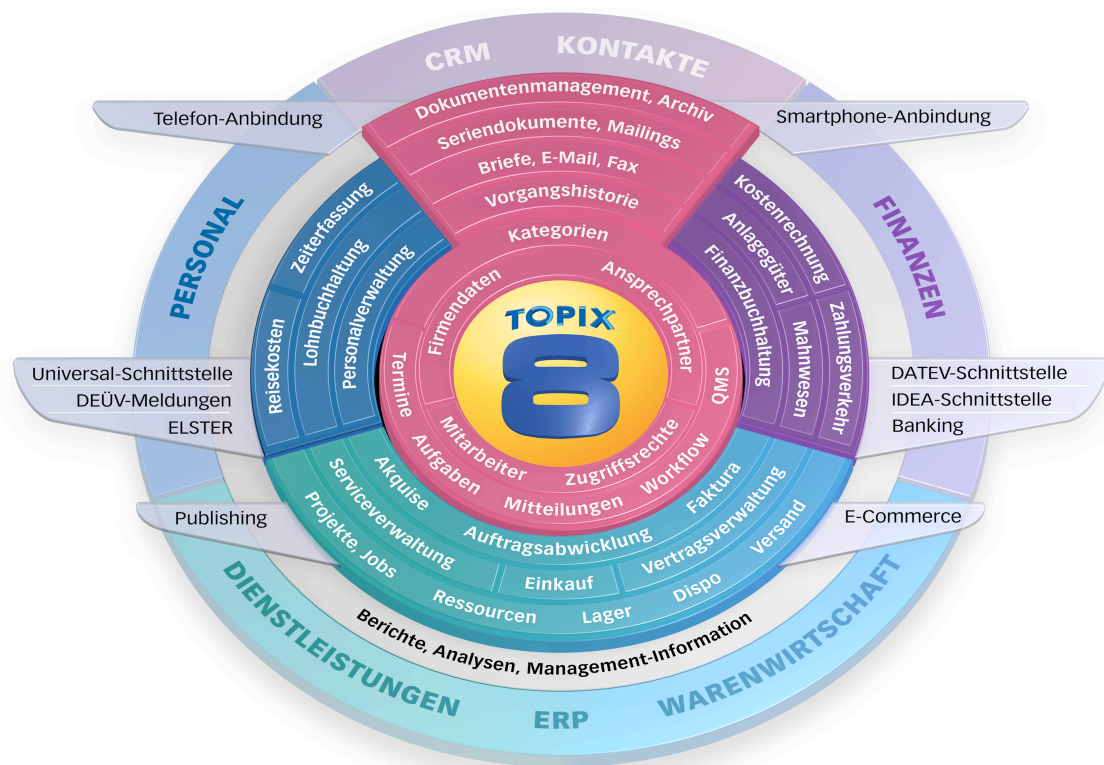 CRM KONTAKTE
Dokumentenmanagement, Archiv
Telefon-Anbindung
Smartphone-Anbindung
Seriendokumente, Mailings
Briefe, E-Mail, Fax
Vorgangshistorie
Kategorien
PERSONAL
Zeiterfassung
Reisekosten
Lohnbuchhaltung
Personalverwaltung
FINANZEN
Kostenrechnung
Anlagegüter
Finanzbuchhaltung
Zahlungsverkehr
Mahnwesen
Firmendaten
Ansprechpartner
TOPIX
8
Termine
QMS
Mitarbeiter
Zugriffsrechte
Aufgaben
Mitteilungen
Workflow
Universal-Schnittstelle
DEÜV-Meldungen
ELSTER
DATEV-Schnittstelle
IDEA-Schnittstelle
Banking
Akquise
Auftragsabwicklung
Faktura
Serviceverwaltung
Einkauf
Vertragsverwaltung
Projekte, Jobs
Ressourcen
Lager
Dispo
Versand
Publishing
E-Commerce
Berichte, Analysen, Management-Information
DIENSTLEISTUNGEN
ERP
WARENWIRTSCHAFT